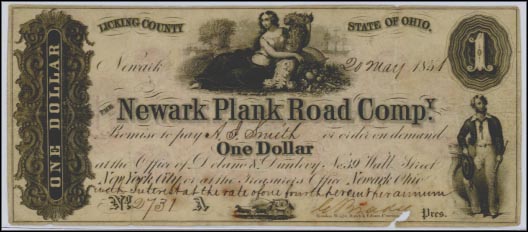 LICKING COUNTY STATE OF OHIO.
ONE DOLLAR
1
Newark 20 May 1851
THE Newark Plank Road Compy.
Promise to pay A J Smith or order on demand
One Dollar
at the Office of Delano & Dunlevy No. 39 Wall Street
New York City or at the Treasurer's Office Newark Ohio
with interest at the rate of one fourth per cent per annum
No 2731 A
Pres.